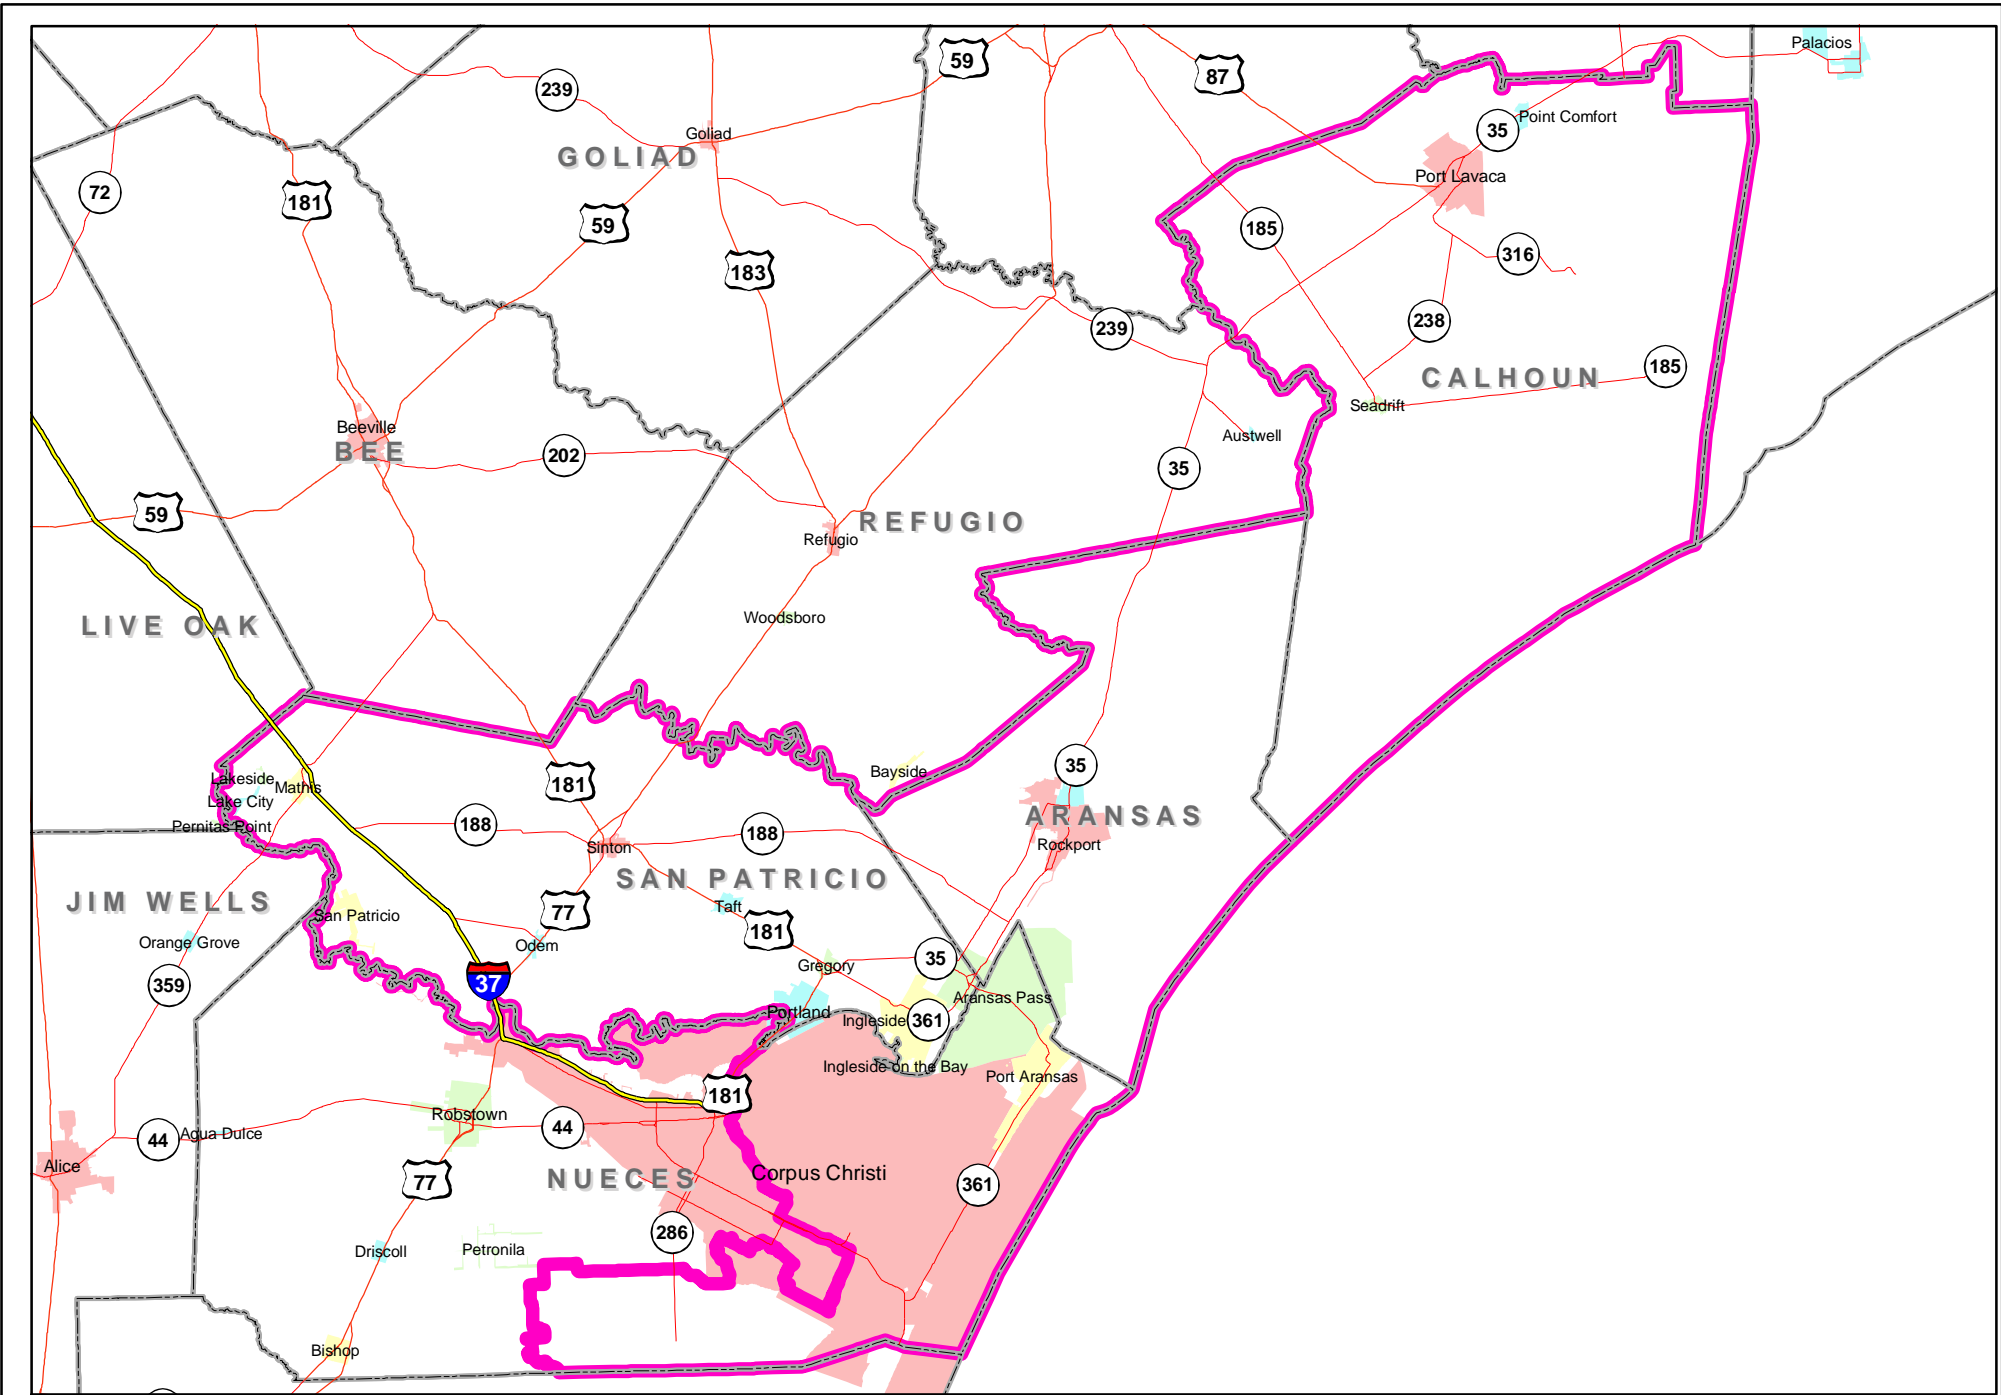 Palacios
59
87
239
35
Point Comfort
Goliad
GOLIAD
Port Lavaca
72
181
59
185
183
316
239
238
185
CALHOUN
Seadrift
Beeville
BEE
Austwell
202
35
59
REFUGIO
Refugio
Woodsboro
LIVE OAK
35
Bayside
181
Lakeside
Mathis
Lake City
Pernitas Point
188
188
ARANSAS
Sinton
Rockport
SAN PATRICIO
JIM WELLS
Taft
77
San Patricio
181
Orange Grove
Odem
35
Gregory
359
37
Aransas Pass
Portland
Ingleside
361
Ingleside on the Bay
Port Aransas
181
Robstown
44
Agua Dulce
44
Alice
77
NUECES
Corpus Christi
361
286
Driscoll
Petronila
Bishop